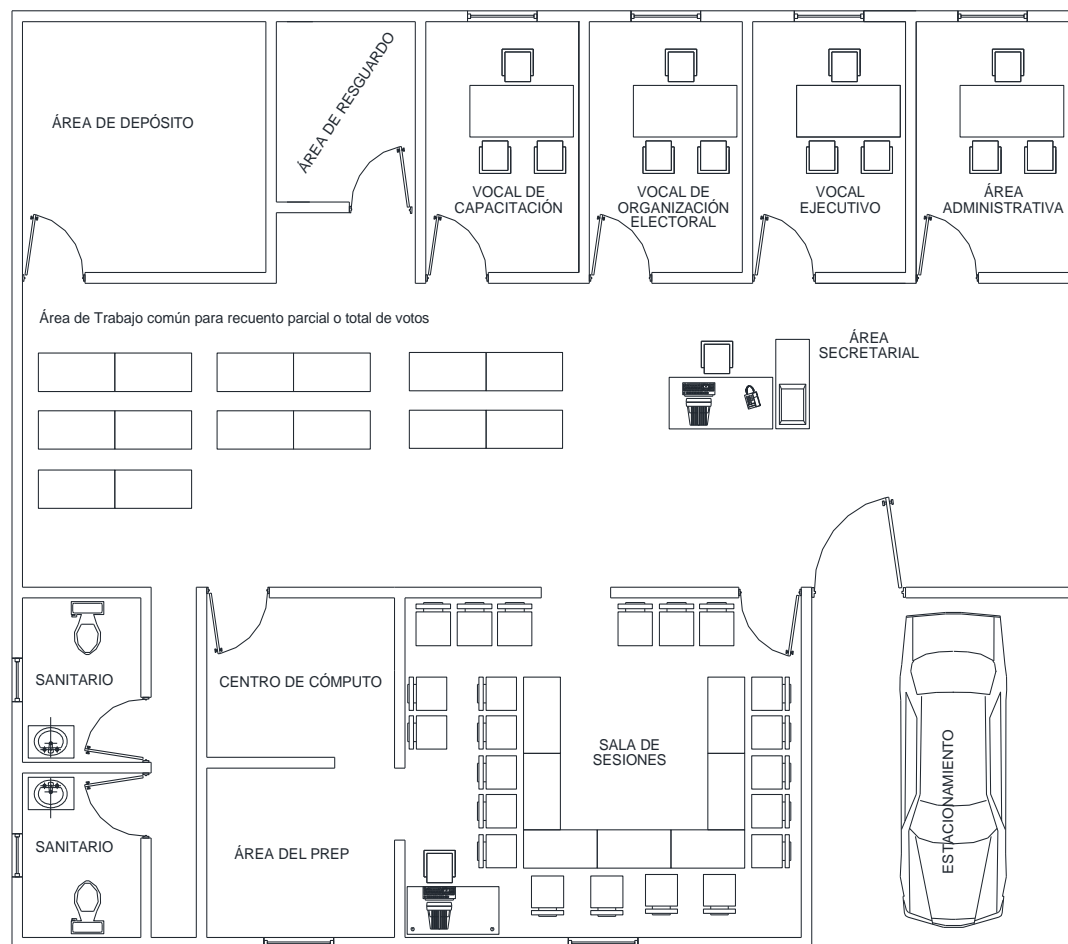 ÁREA DE DEPÓSITO
ÁREA DE RESGUARDO
VOCAL DE
CAPACITACIÓN
VOCAL DE
ORGANIZACIÓN
ELECTORAL
VOCAL
EJECUTIVO
ÁREA
ADMINISTRATIVA
Área de Trabajo común para recuento parcial o total de votos
ÁREA
SECRETARIAL
SANITARIO
CENTRO DE CÓMPUTO
SALA DE
SESIONES
ESTACIONAMIENTO
SANITARIO
ÁREA DEL PREP